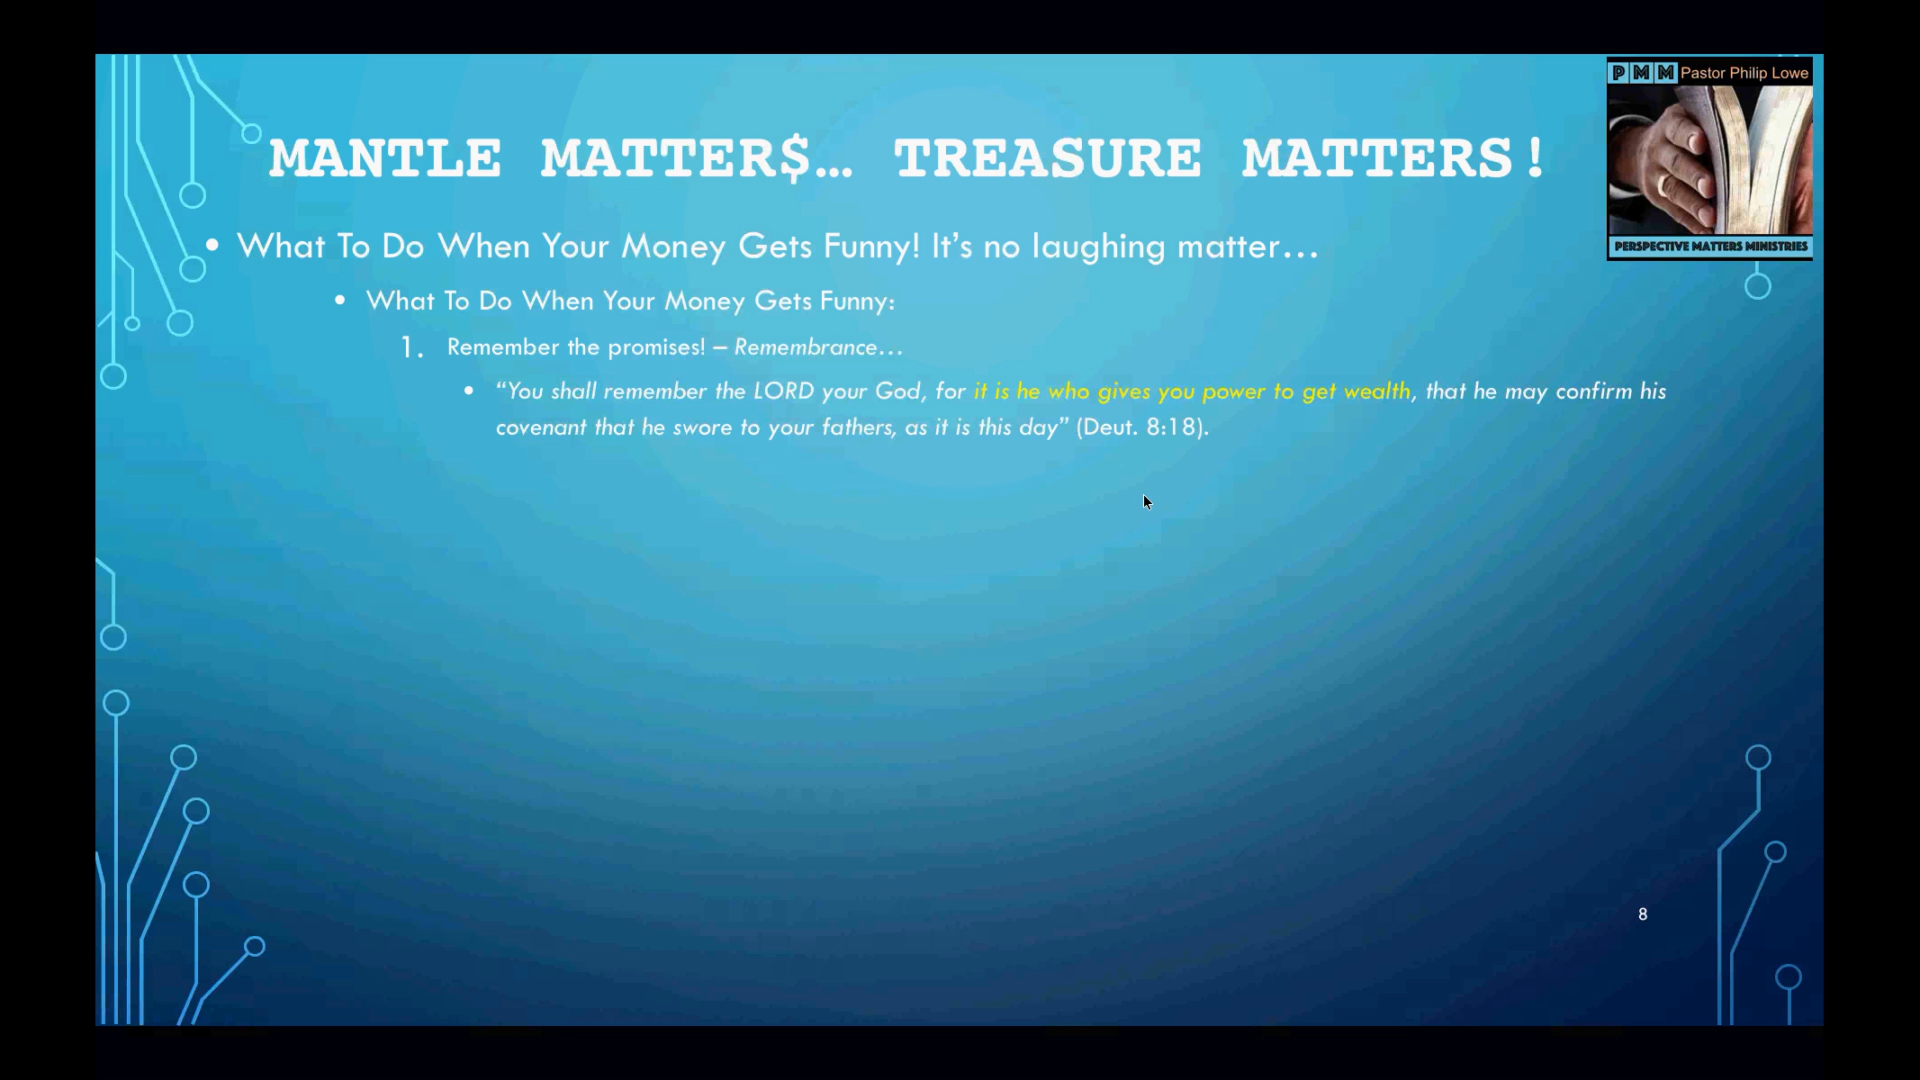 P M M Pastor Philip Lowe
MANTLE MATTER$... TREASURE MATTERS!
PERSPECTIVE MATTERS MINISTRIES
• What To Do When Your Money Gets Funny! It’s no laughing matter…
• What To Do When Your Money Gets Funny:
1. Remember the promises! – Remembrance…
• “You shall remember the LORD your God, for it is he who gives you power to get wealth, that he may confirm his
covenant that he swore to your fathers, as it is this day” (Deut. 8:18).
8